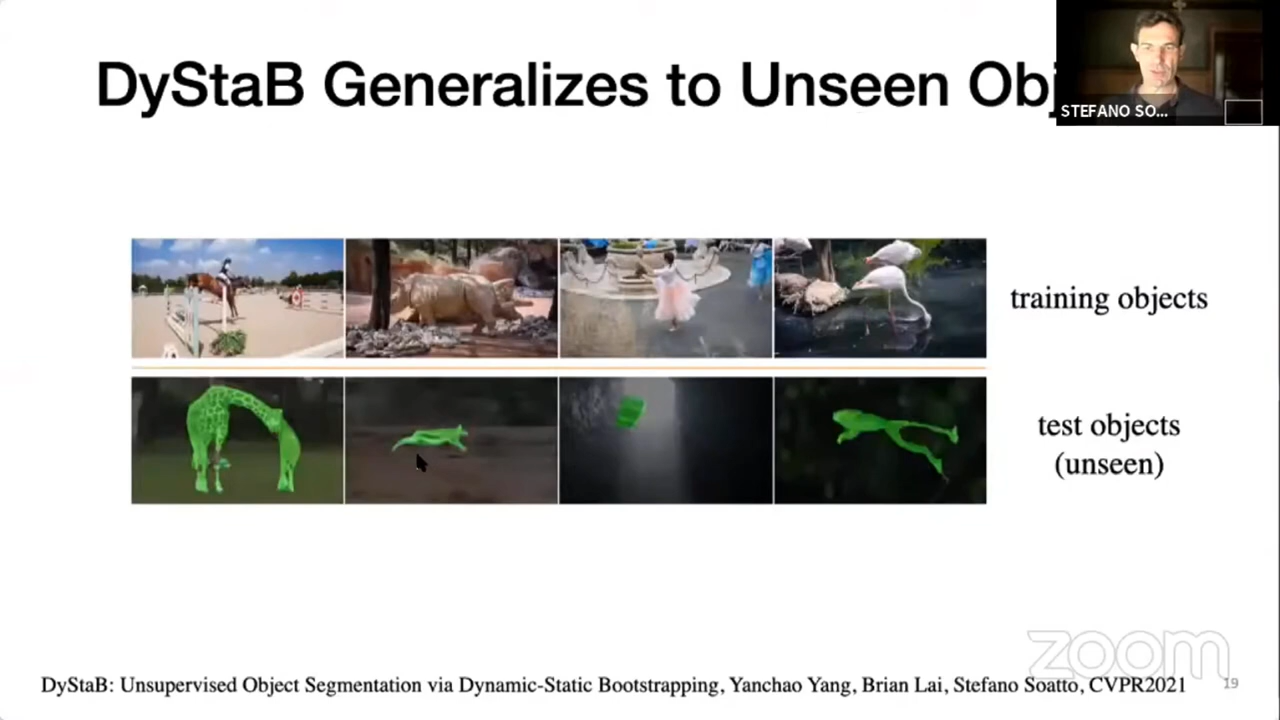 DyStaB Generalizes to Unseen Obj
STEFANO SO...
training objects
test objects
(unseen)
zoom
DyStaB: Unsupervised Object Segmentation via Dynamic-Static Bootstrapping, Yanchao Yang, Brian Lai, Stefano Soatto, CVPR2021
19